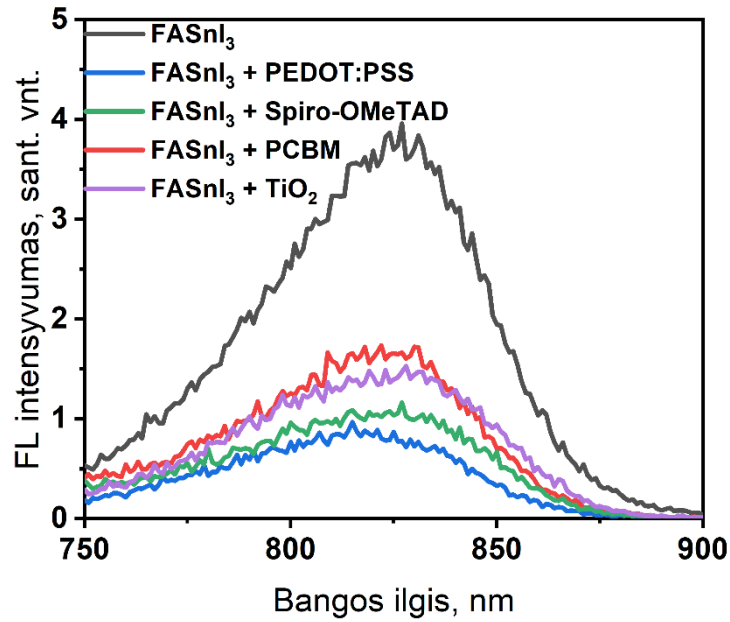 5
4
3
2
1
0
FL intensyvumas, sant. vnt.
FASnI₃
FASnI₃ + PEDOT:PSS
FASnI₃ + Spiro-OMeTAD
FASnI₃ + PCBM
FASnI₃ + TiO₂
750 800 850 900
Bangos ilgis, nm